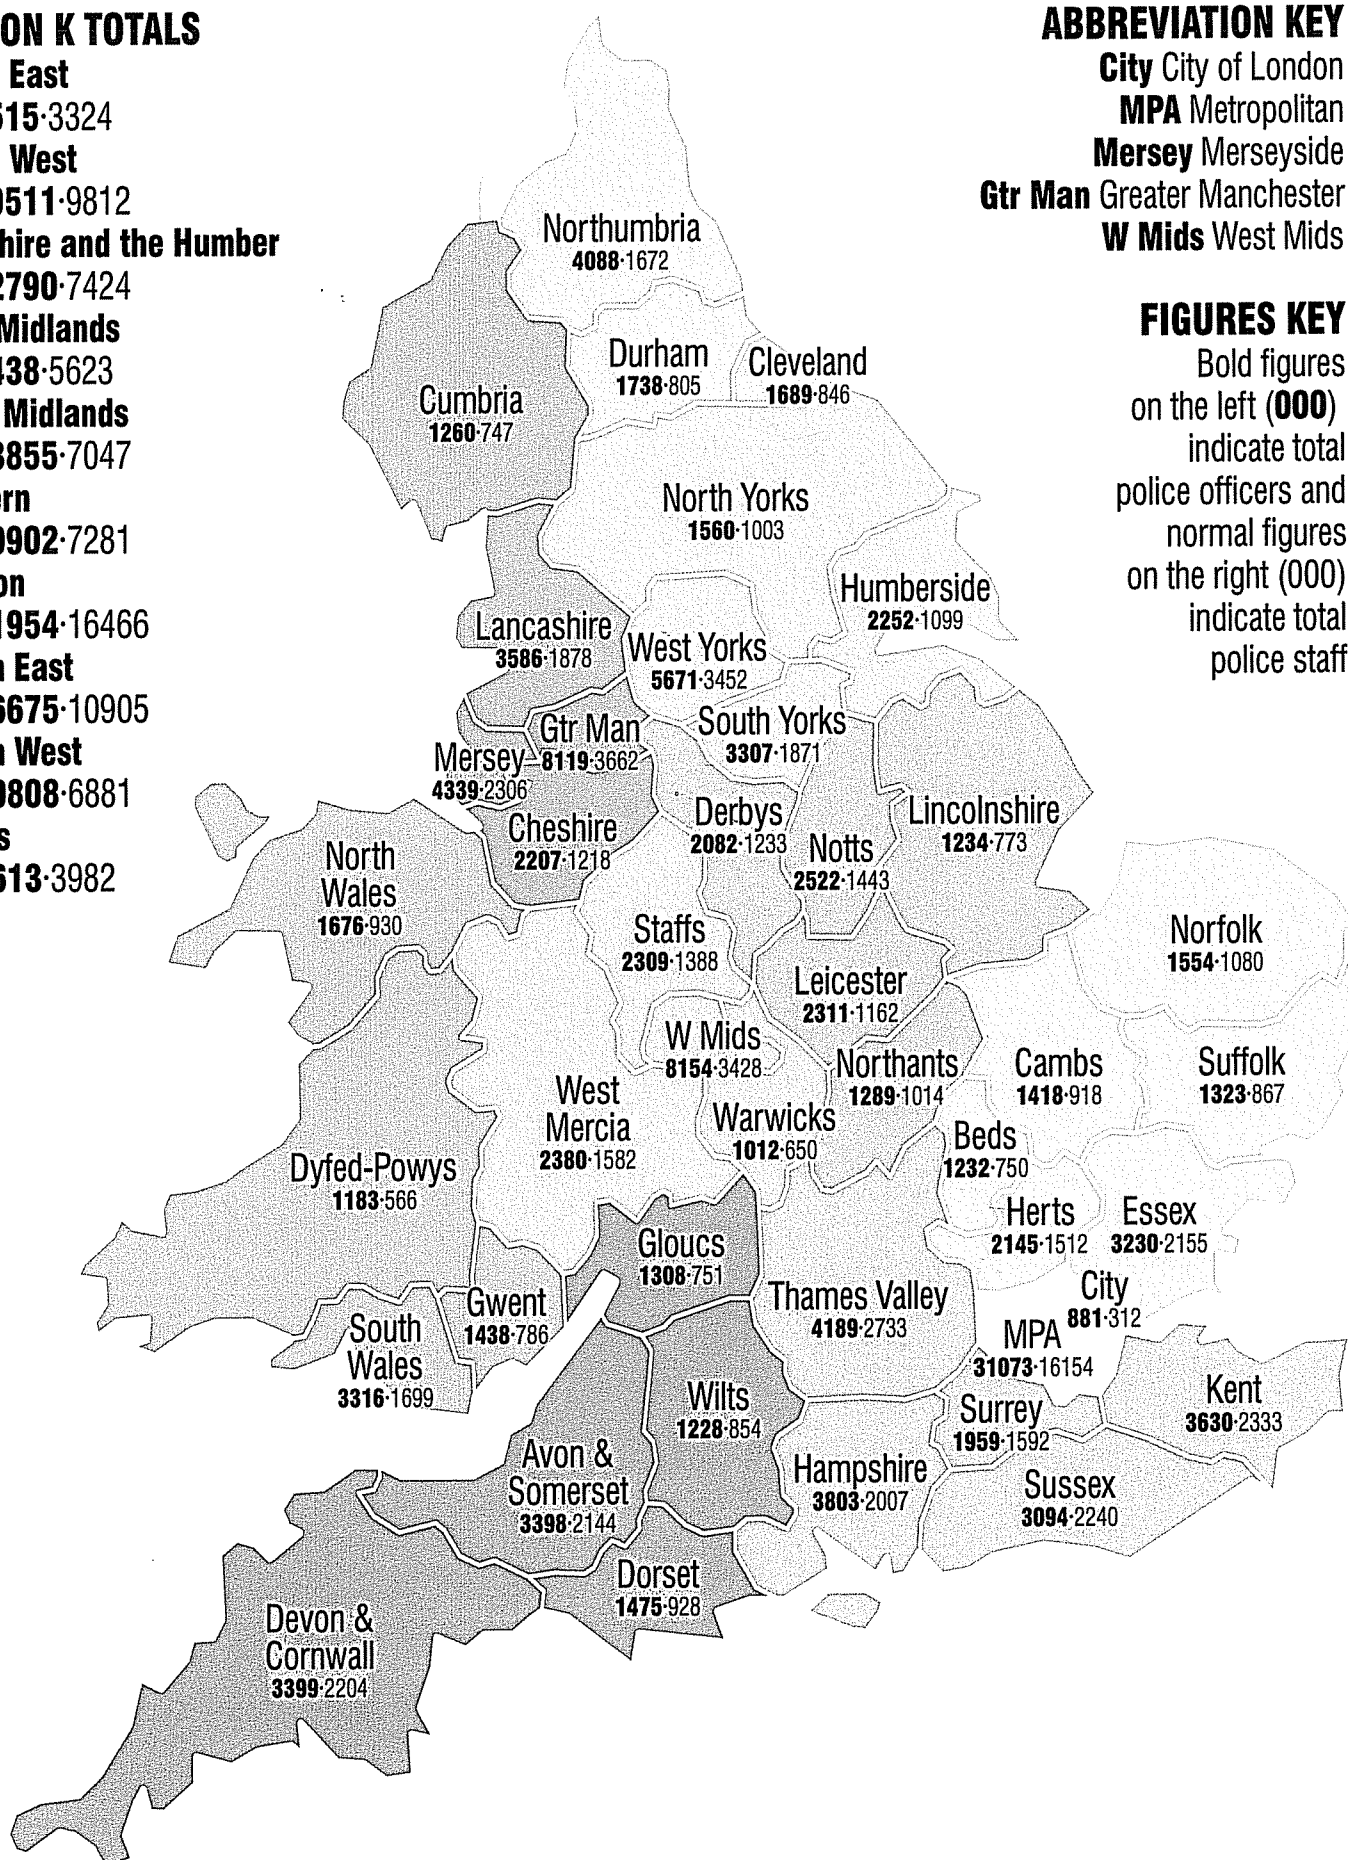 ON K TOTALS
East
515·3324
West
9511·9812
hire and the Humber
2790·7424
Midlands
438·5623
Midlands
3855·7047
ern
0902·7281
on
1954·16466
East
6675·10905
West
0808·6881
s
613·3982
ABBREVIATION KEY
City City of London
MPA Metropolitan
Mersey Merseyside
Gtr Man Greater Manchester
W Mids West Mids
FIGURES KEY
Bold figures
on the left (000)
indicate total
police officers and
normal figures
on the right (000)
indicate total
police staff
Northumbria
4088·1672
Durham
1738·805
Cleveland
1689·846
Cumbria
1260·747
North Yorks
1560·1003
Humberside
2252·1099
Lancashire
3586·1878
West Yorks
5671·3452
South Yorks
3307·1871
Gtr Man
8119·3662
Mersey
4339·2306
Cheshire
2207·1218
Derbys
2082·1233
Notts
2522·1443
Lincolnshire
1234·773
North
Wales
1676·930
Staffs
2309·1388
Leicester
2311·1162
Norfolk
1554·1080
W Mids
8154·3428
Northants
1289·1014
Cambs
1418·918
Suffolk
1323·867
West
Mercia
2380·1582
Warwicks
1012·650
Beds
1232·750
Dyfed-Powys
1183·566
Herts
2145·1512
Essex
3230·2155
Gloucs
1308·751
Thames Valley
4189·2733
City
881·312
Gwent
1438·786
South
Wales
3316·1699
MPA
31073·16154
Wilts
1228·854
Surrey
1959·1592
Kent
3630·2333
Avon &
Somerset
3398·2144
Hampshire
3803·2007
Sussex
3094·2240
Dorset
1475·928
Devon &
Cornwall
3399·2204